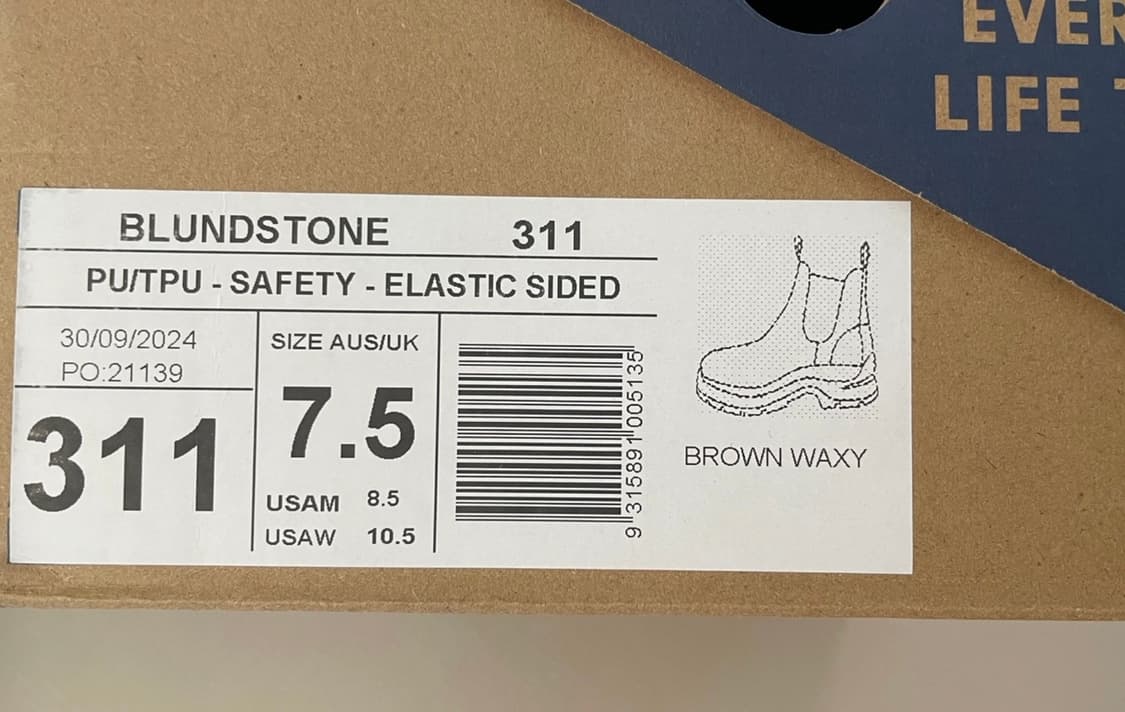 EVER
LIFE
BLUNDSTONE 311
PU/TPU - SAFETY - ELASTIC SIDED
30/09/2024
PO:21139
311
SIZE AUS/UK
7.5
USAM 8.5
USAW 10.5
9 315891 005135
BROWN WAXY